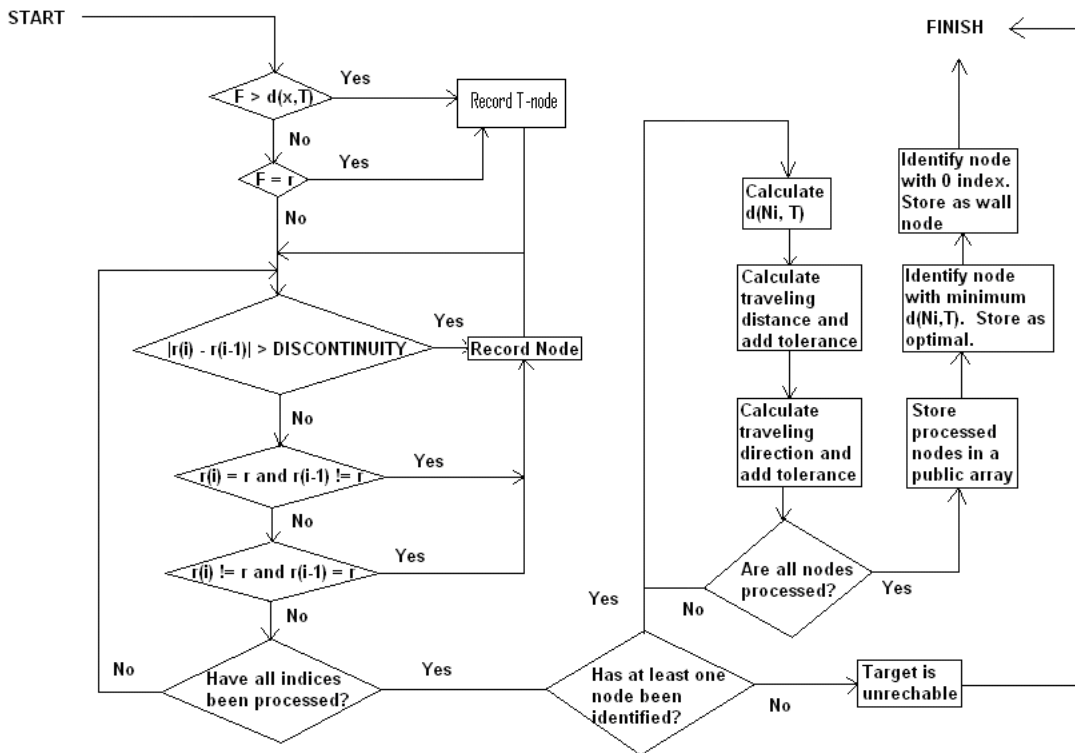 START
F > d(x,T)
Yes
Record T-node
No
F = r
Yes
No
|r(i) - r(i-1)| > DISCONTINUITY
Yes
Record Node
No
r(i) = r and r(i-1) != r
Yes
No
r(i) != r and r(i-1) = r
Yes
No
Have all indices
been processed?
No
Yes
Has at least one
node been
identified?
Yes
No
Target is
unrechable
Calculate
d(Ni, T)
Calculate
traveling
distance and
add tolerance
Calculate
traveling
direction and
add tolerance
Are all nodes
processed?
No
Yes
Store
processed
nodes in a
public array
Identify node
with minimum
d(Ni,T). Store as
optimal.
Identify node
with 0 index.
Store as wall
node
FINISH